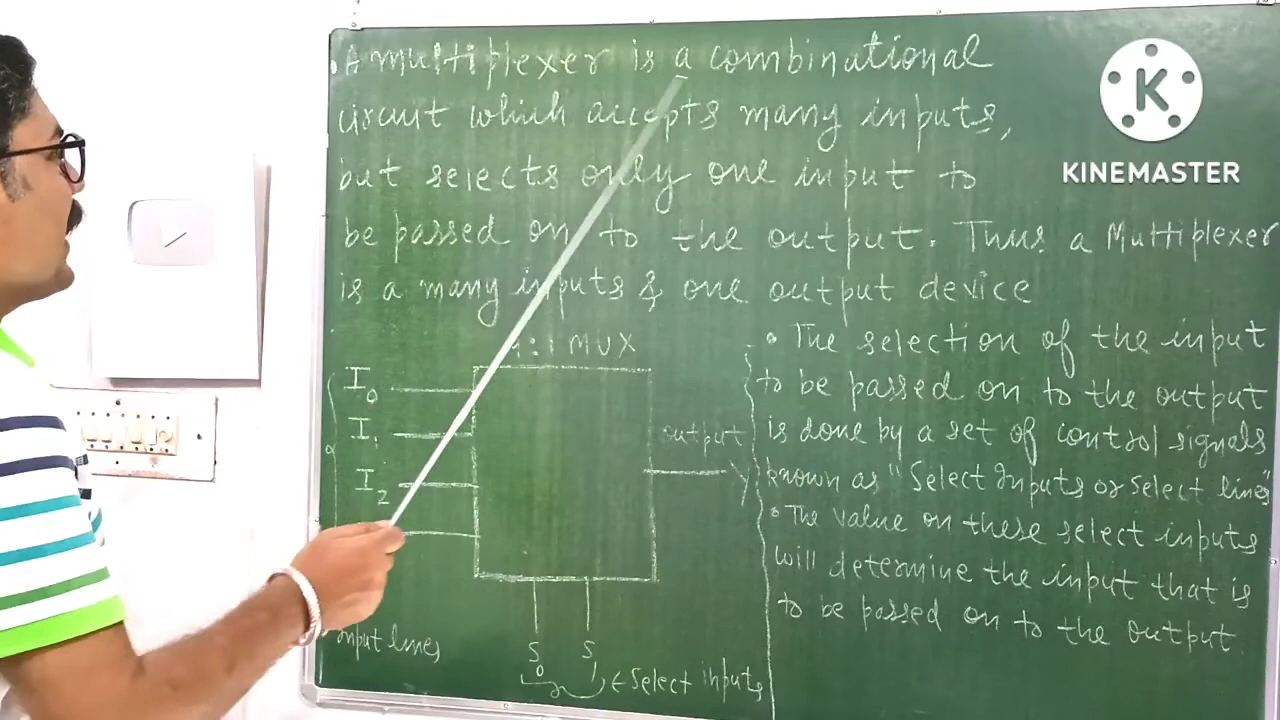 • A multiplexer is a combinational
circuit which accepts many inputs,
but selects only one input to
be passed on to the output. Thus a Multiplexer
is a many inputs & one output device
:1 MUX
I0
I1
I2
output
Y
input lines
S0 S1
← Select inputs
• The selection of the input
to be passed on to the output
is done by a set of control signals
known as "Select Inputs or Select lines"
• The value on these select inputs
will determine the input that is
to be passed on to the output.
K
KINEMASTER